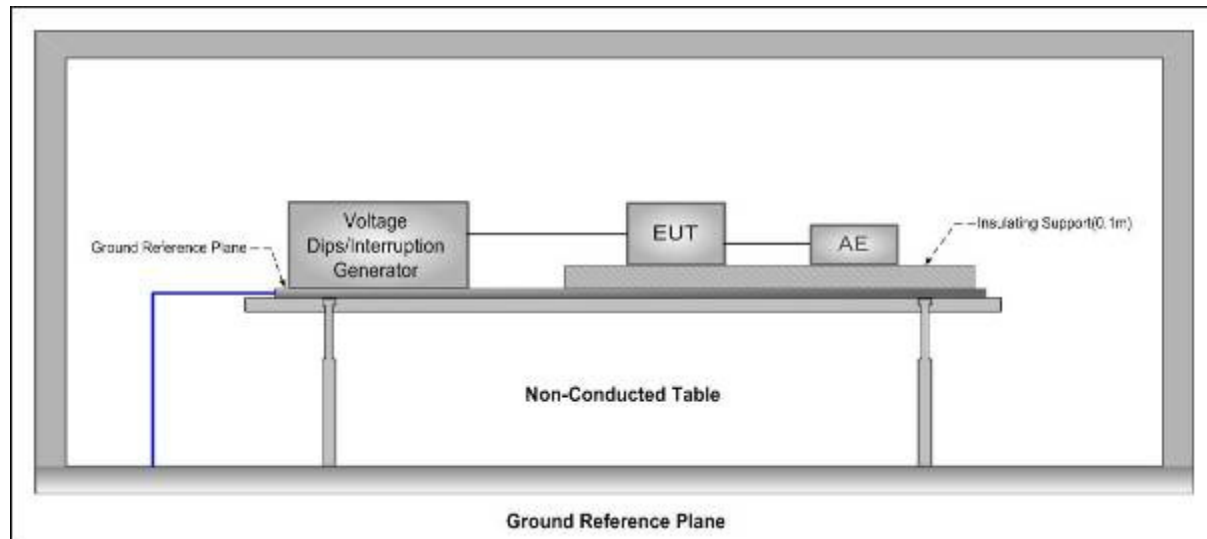 Voltage
Dips/Interruption
Generator
EUT
AE
Insulating Support(0.1m)
Ground Reference Plane
Non-Conducted Table
Ground Reference Plane